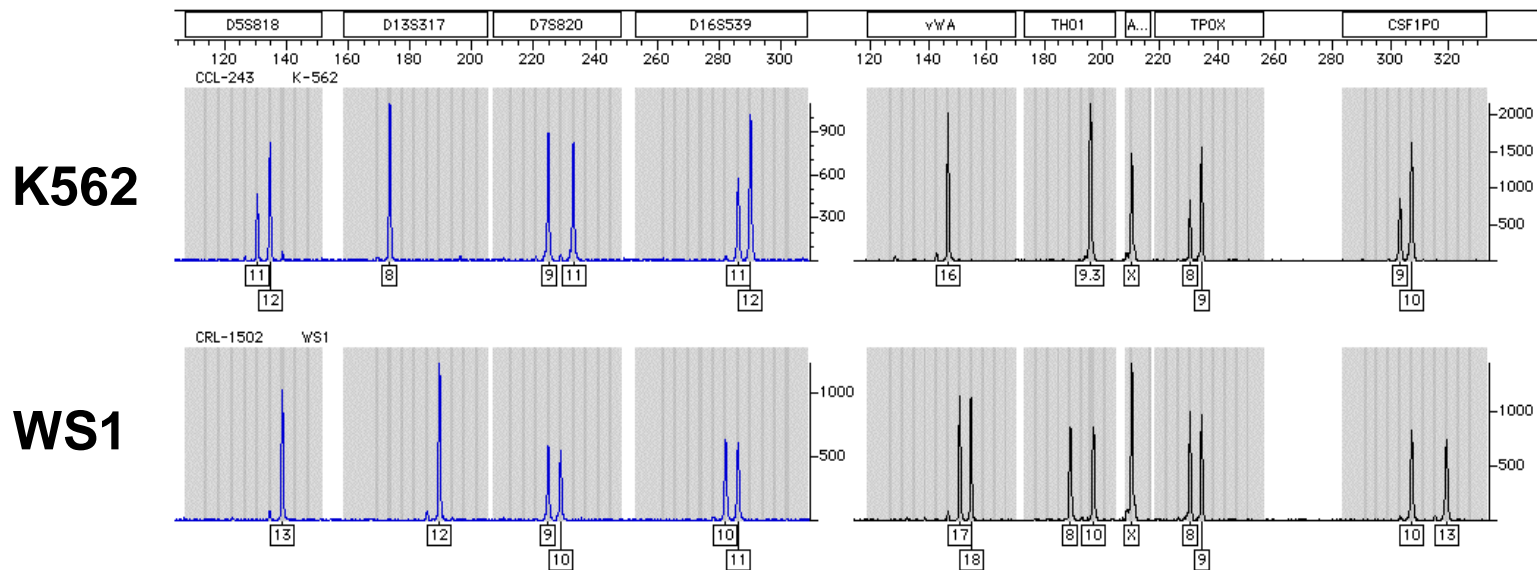 D5S818 D13S317 D7S820 D16S539 vWA TH01 A... TPOX CSF1PO
140 160 180 200 220 240 260 280 300 120 140 160 180 200 220 240 260 280 300 320
CCL-243 K-562
K562
900
600
300
2000
1500
1000
500
11 8 9 11 11 16 9.3 X 8 9
12 12 9 10
CRL-1502 WS1
WS1
1000
500
1000
500
13 12 9 10 17 8 10 X 8 10 13
10 11 18 9